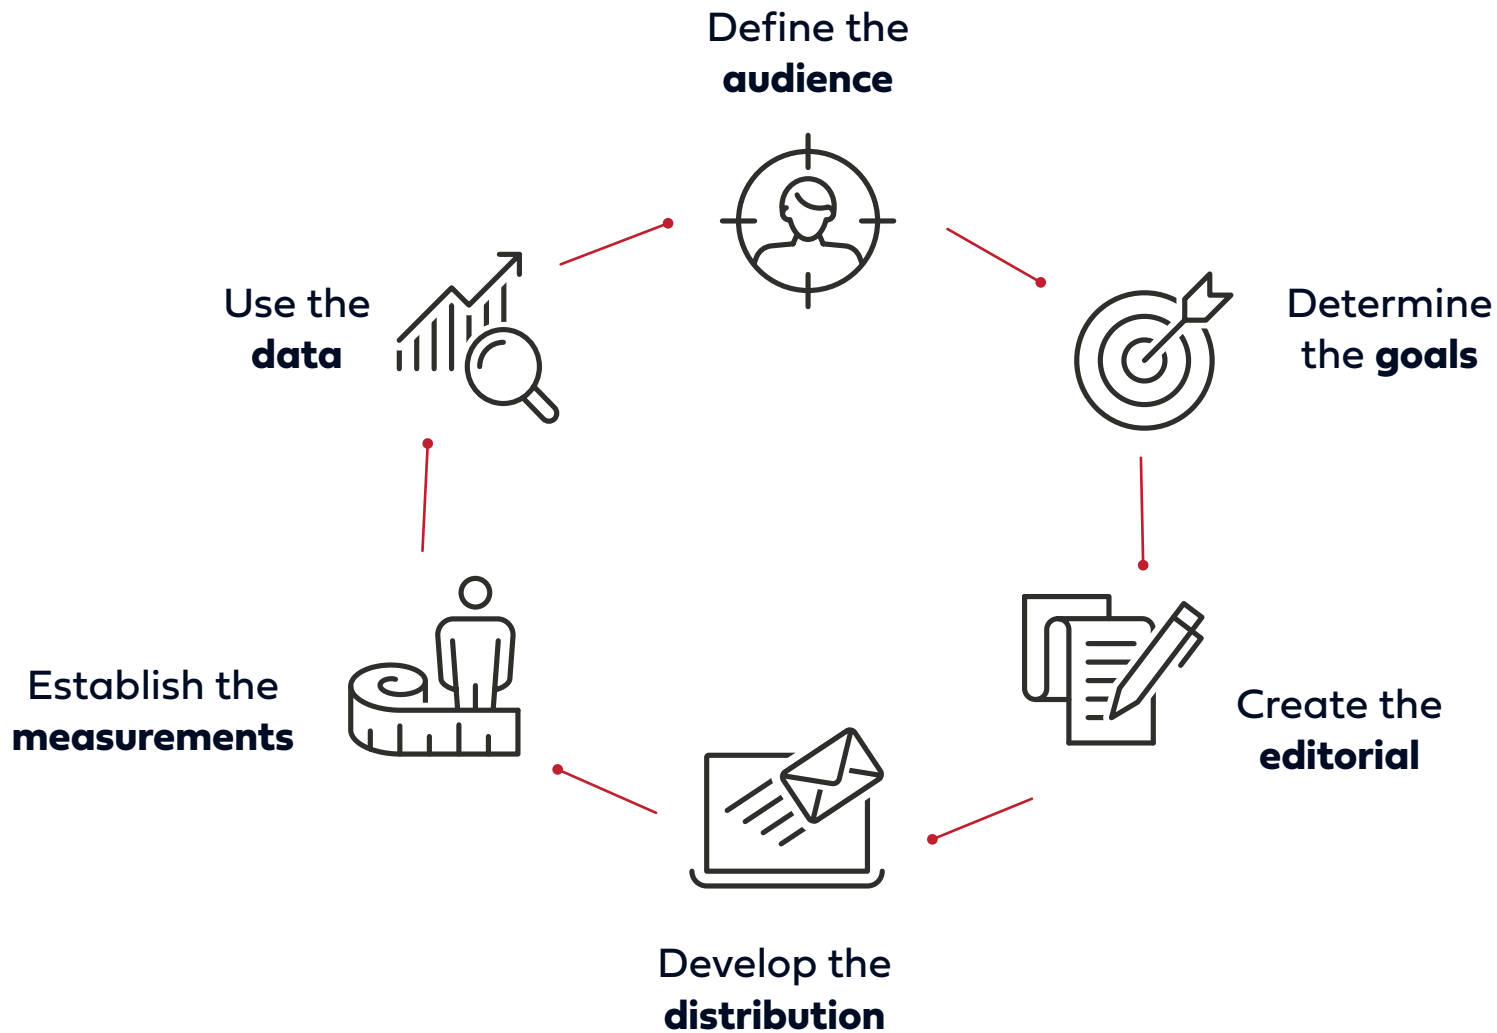 Define the
audience
Determine
the goals
Create the
editorial
Develop the
distribution
Establish the
measurements
Use the
data